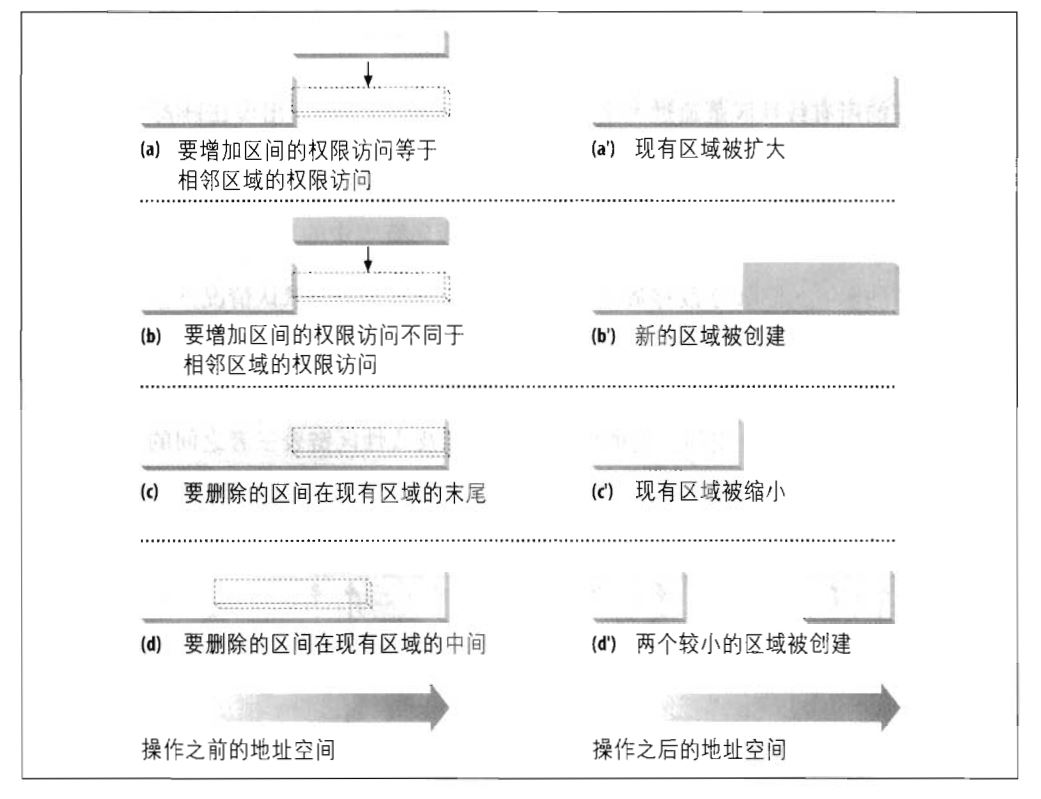 (a) 要增加区间的权限访问等于
相邻区域的权限访问
(a') 现有区域被扩大
(b) 要增加区间的权限访问不同于
相邻区域的权限访问
(b') 新的区域被创建
(c) 要删除的区间在现有区域的末尾
(c') 现有区域被缩小
(d) 要删除的区间在现有区域的中间
(d') 两个较小的区域被创建
操作之前的地址空间
操作之后的地址空间